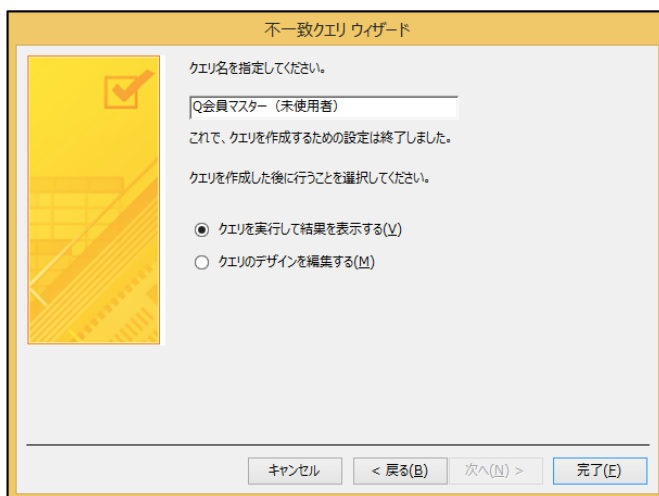 不一致クエリ ウィザード
クエリ名を指定してください。
Q会員マスター（未使用者）
これで、クエリを作成するための設定は終了しました。
クエリを作成した後に行うことを選択してください。
クエリを実行して結果を表示する(V)
クエリのデザインを編集する(M)
キャンセル < 戻る(B) 次へ(N) > 完了(F)